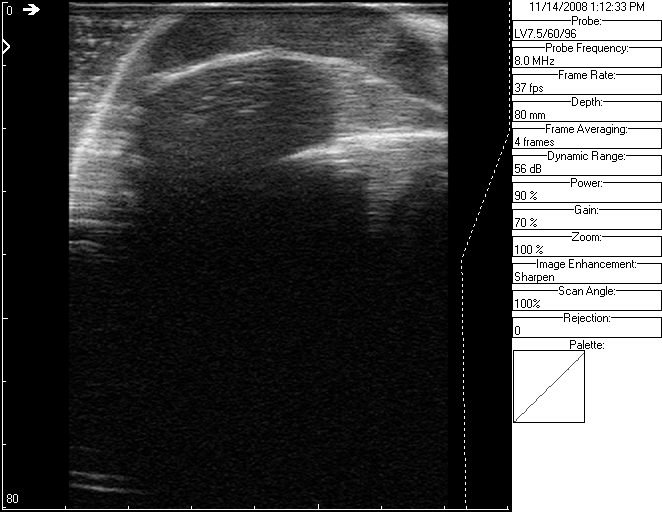 0
80
11/14/2008 1:12:33 PM
Probe:
LV7.5/60/96
Probe Frequency:
8.0 MHz
Frame Rate:
37 fps
Depth:
80 mm
Frame Averaging:
4 frames
Dynamic Range:
56 dB
Power:
90 %
Gain:
70 %
Zoom:
100 %
Image Enhancement:
Sharpen
Scan Angle:
100%
Rejection:
0
Palette: